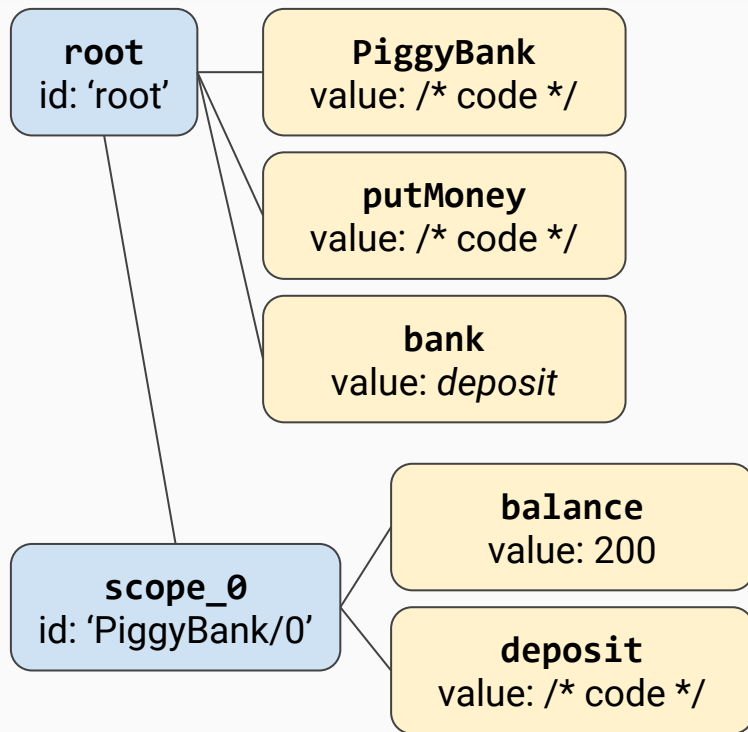 root
id: ‘root’
PiggyBank
value: /* code */
putMoney
value: /* code */
bank
value: deposit
balance
value: 200
scope_0
id: ‘PiggyBank/0’
deposit
value: /* code */